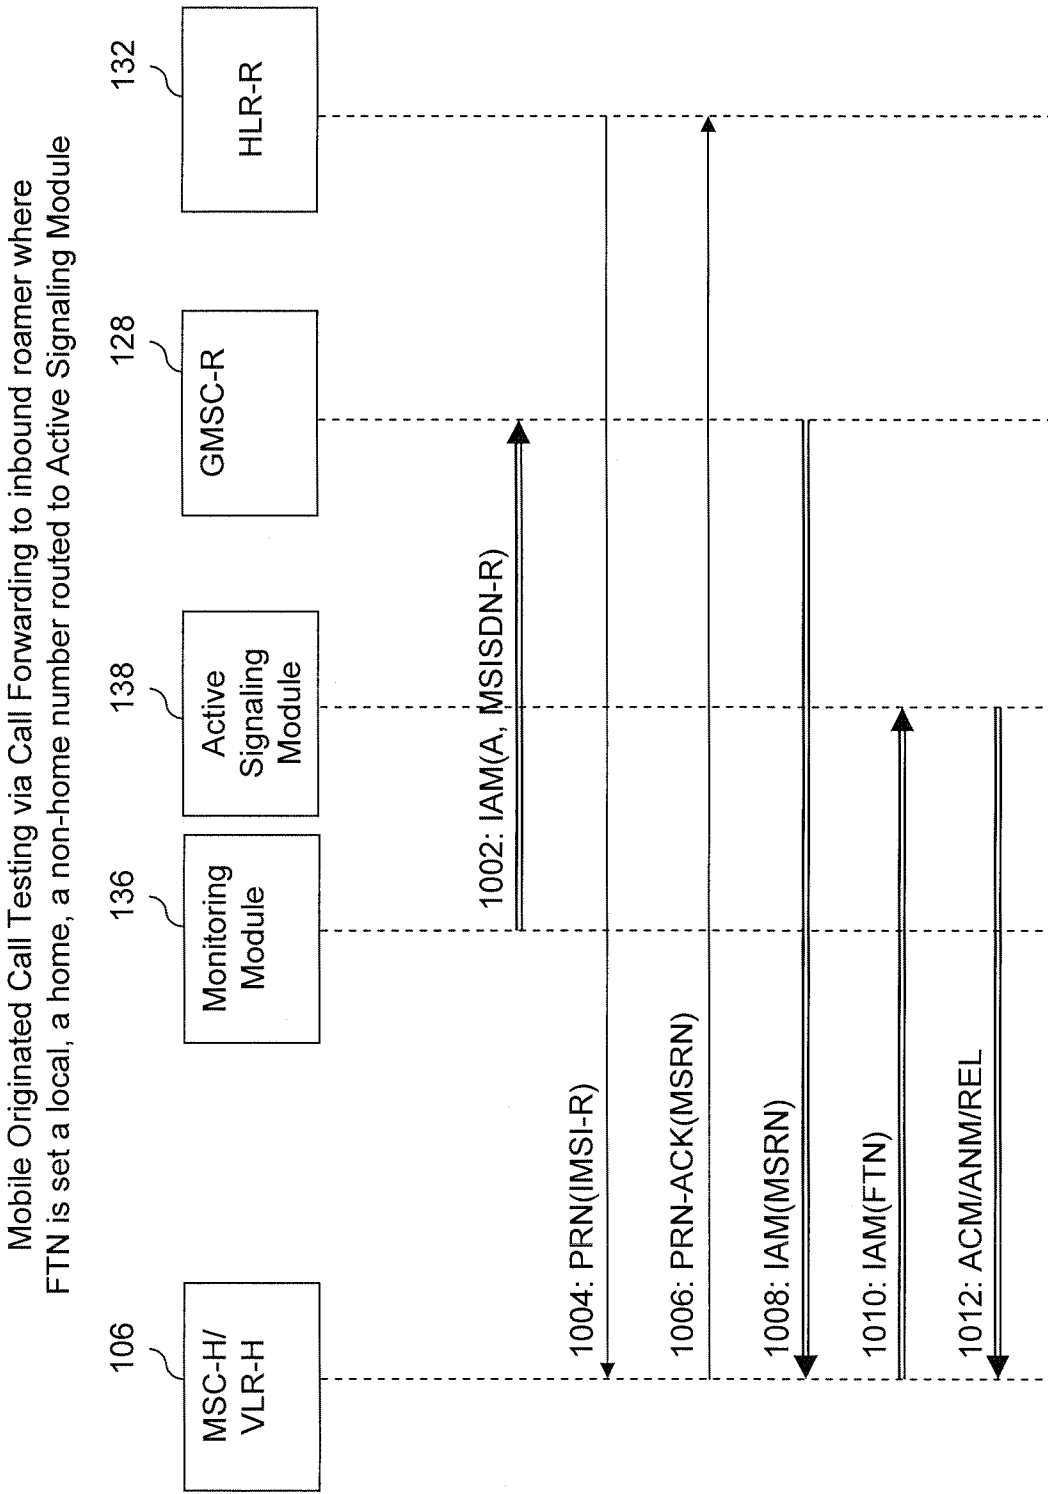 Mobile Originated Call Testing via Call Forwarding to inbound roamer where
FTN is set a local, a home, a non-home number routed to Active Signaling Module
106
136
138
128
132
MSC-H/
VLR-H
Monitoring
Module
Active
Signaling
Module
GMSC-R
HLR-R
1002: IAM(A, MSISDN-R)
1004: PRN(IMSI-R)
1006: PRN-ACK(MSRN)
1008: IAM(MSRN)
1010: IAM(FTN)
1012: ACM/ANM/REL